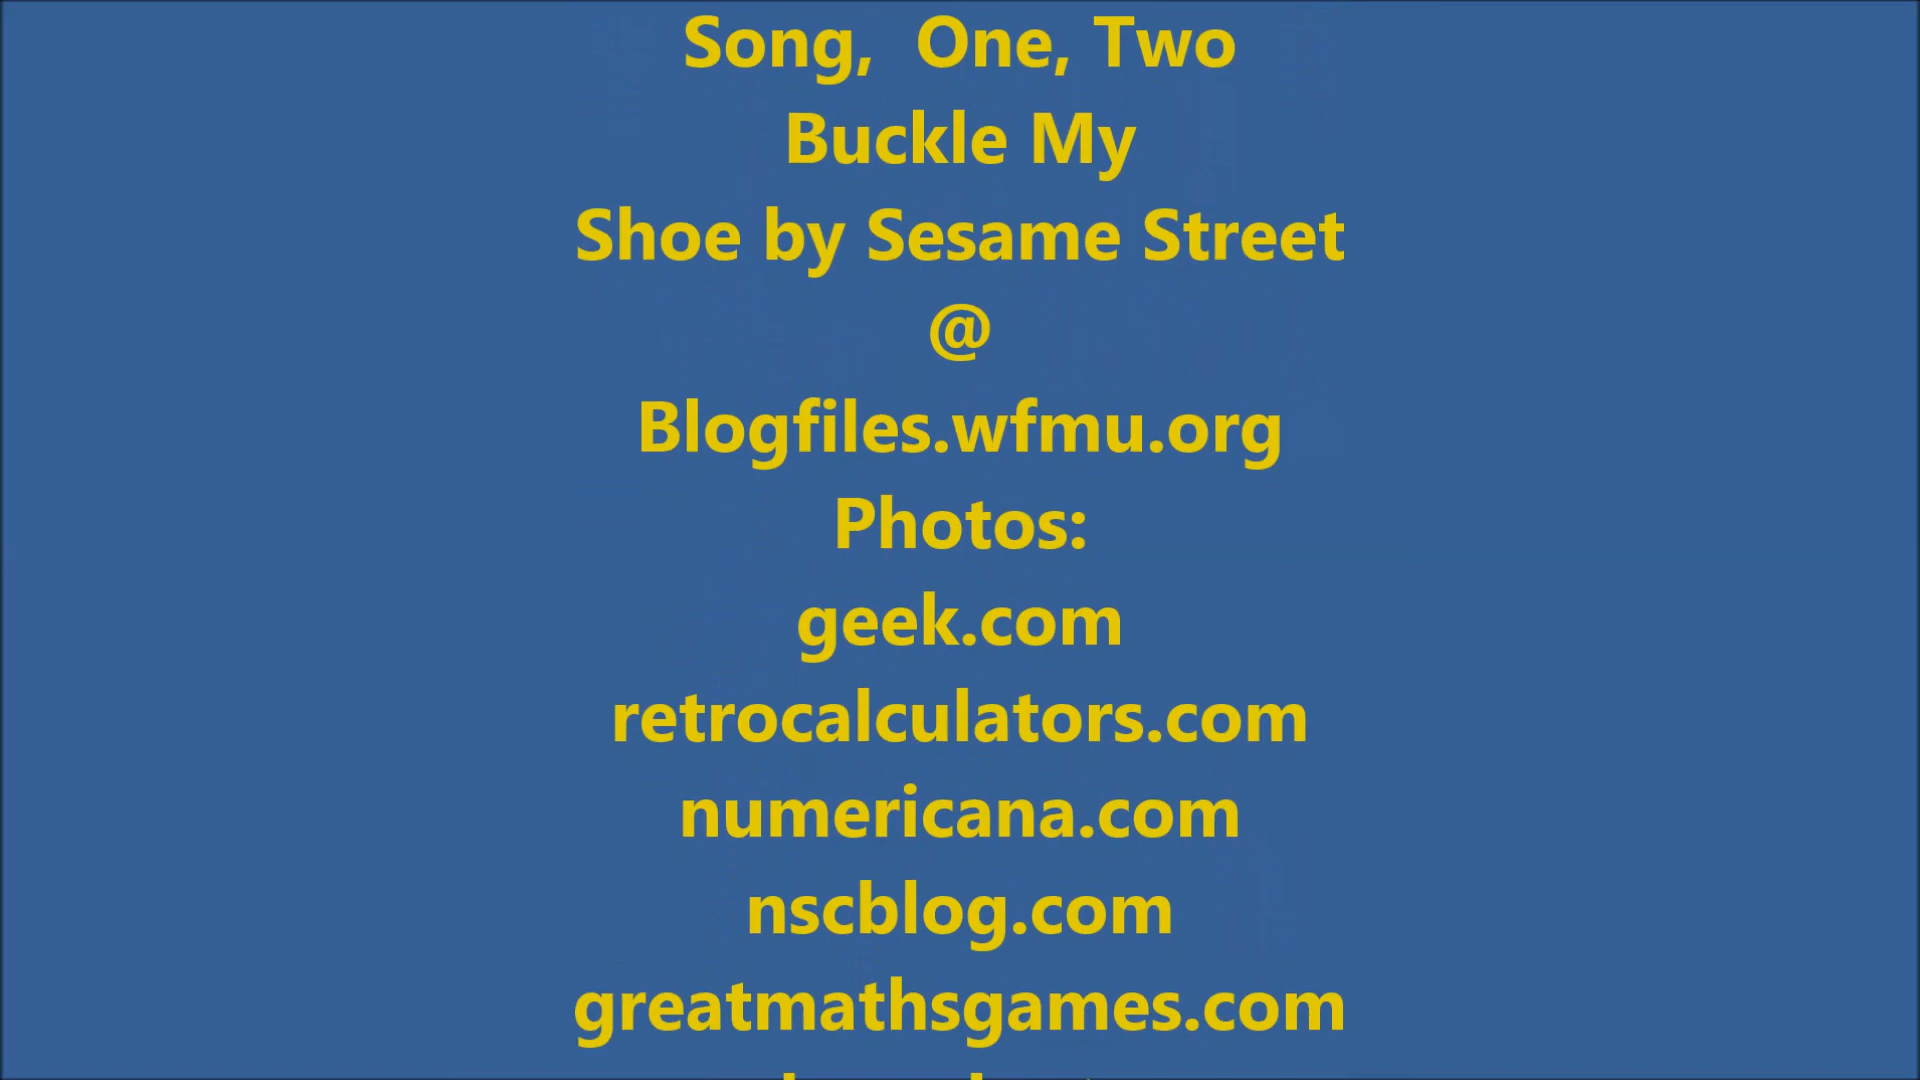 Song,  One, Two
Buckle My
Shoe by Sesame Street
@
Blogfiles.wfmu.org
Photos:
geek.com
retrocalculators.com
numericana.com
nscblog.com
greatmathsgames.com